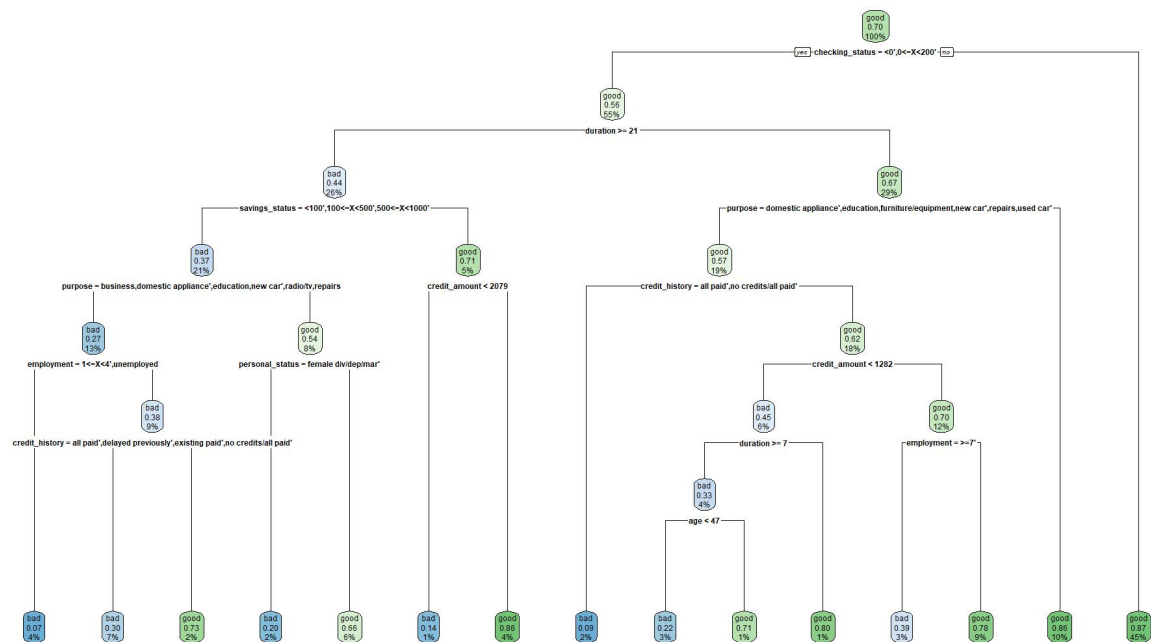 good
0.70
100%
yes checking_status = <0',0<=X<200' no
good
0.56
55%
duration >= 21
bad
0.44
26%
good
0.67
29%
savings_status = <100',100<=X<500',500<=X<1000'
purpose = domestic appliance',education,furniture/equipment,new car',repairs,used car'
bad
0.37
21%
good
0.71
5%
good
0.57
19%
purpose = business,domestic appliance',education,new car',radio/tv,repairs
credit_amount < 2079
credit_history = all paid',no credits/all paid'
bad
0.27
13%
good
0.54
8%
good
0.62
18%
employment = 1<=X<4',unemployed
personal_status = female div/dep/mar'
credit_amount < 1282
bad
0.38
9%
bad
0.45
6%
good
0.70
12%
credit_history = all paid',delayed previously',existing paid',no credits/all paid'
duration >= 7
employment = >=7'
bad
0.33
4%
age < 47
bad
0.07
4%
bad
0.30
7%
good
0.73
2%
bad
0.20
2%
good
0.66
6%
bad
0.14
1%
good
0.86
4%
bad
0.09
2%
bad
0.22
3%
good
0.71
1%
good
0.80
1%
bad
0.39
3%
good
0.78
9%
good
0.86
10%
good
0.87
45%